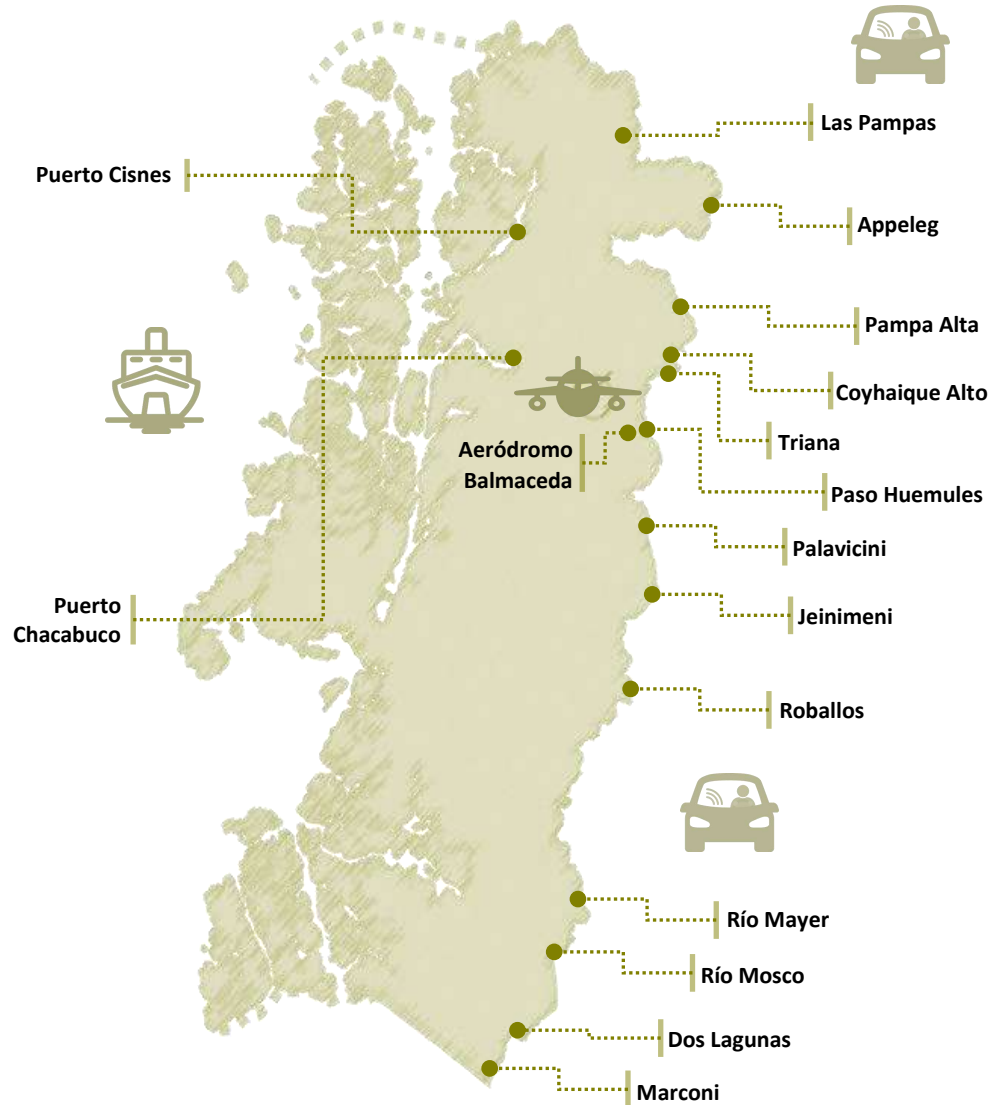 Las Pampas
Puerto Cisnes
Appeleg
Pampa Alta
Coyhaique Alto
Triana
Aeródromo
Balmaceda
Paso Huemules
Palavicini
Puerto
Chacabuco
Jeinimeni
Roballos
Río Mayer
Río Mosco
Dos Lagunas
Marconi